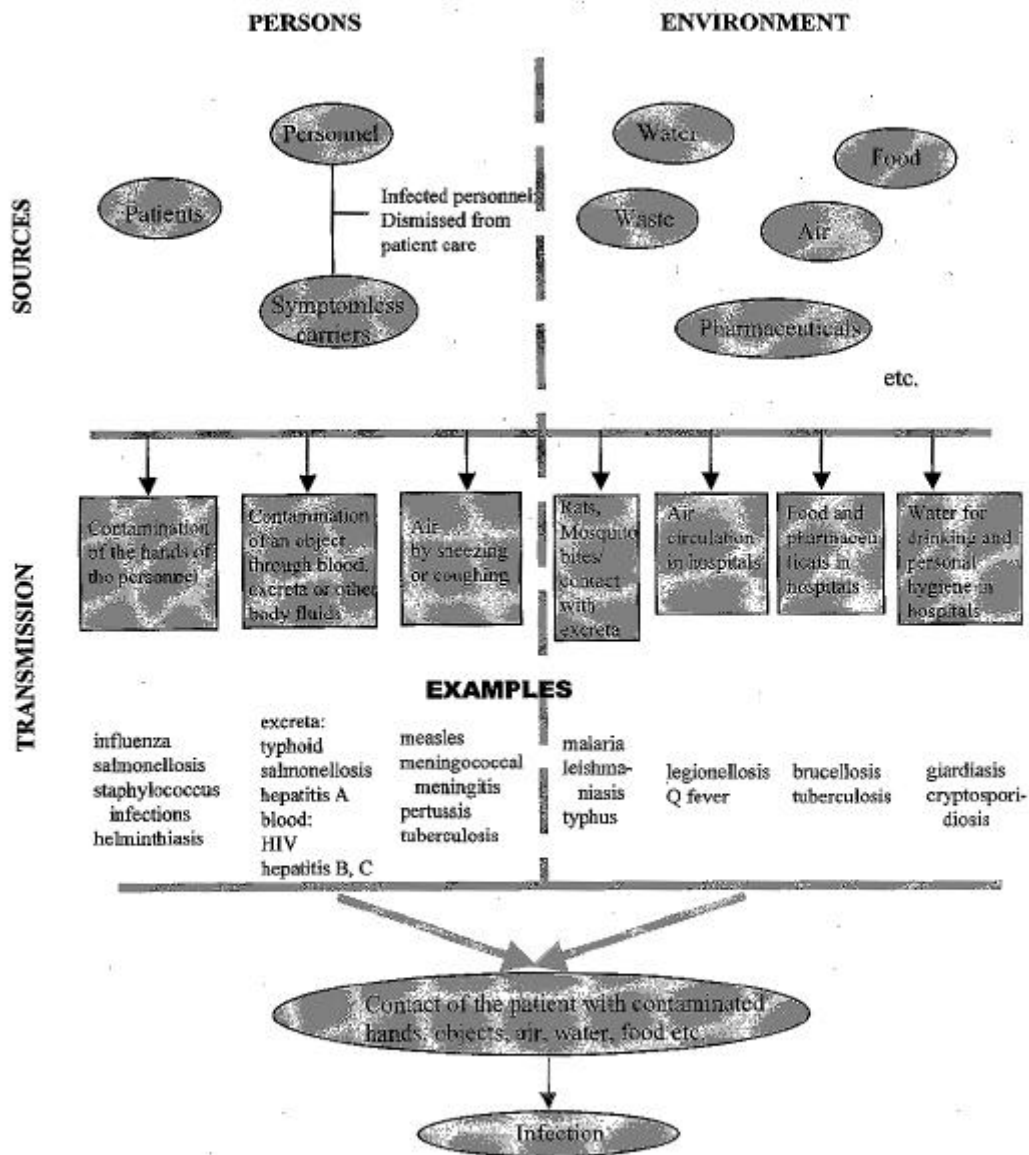 PERSONS
ENVIRONMENT
SOURCES
Personnel
Patients
Infected personnel:
Dismissed from
patient care
Symptomless
carriers
Water
Food
Waste
Air
Pharmaceuticals
etc.
TRANSMISSION
Contamination
of the hands of
the personnel
Contamination
of an object
through blood,
excreta or other
body fluids
Air
by sneezing
or coughing
Rats,
Mosquito
bites/
contact
with
excreta
Air
circulation
in hospitals
Food and
pharmaceu
ticals in
hospitals
Water for
drinking and
personal
hygiene in
hospitals
EXAMPLES
influenza
salmonellosis
staphylococcus
infections
helminthiasis
excreta:
typhoid
salmonellosis
hepatitis A
blood:
HIV
hepatitis B, C
measles
meningococcal
meningitis
pertussis
tuberculosis
malaria
leishma-
niasis
typhus
legionellosis
Q fever
brucellosis
tuberculosis
giardiasis
cryptospori-
diosis
Contact of the patient with contaminated
hands, objects, air, water, food etc.
Infection